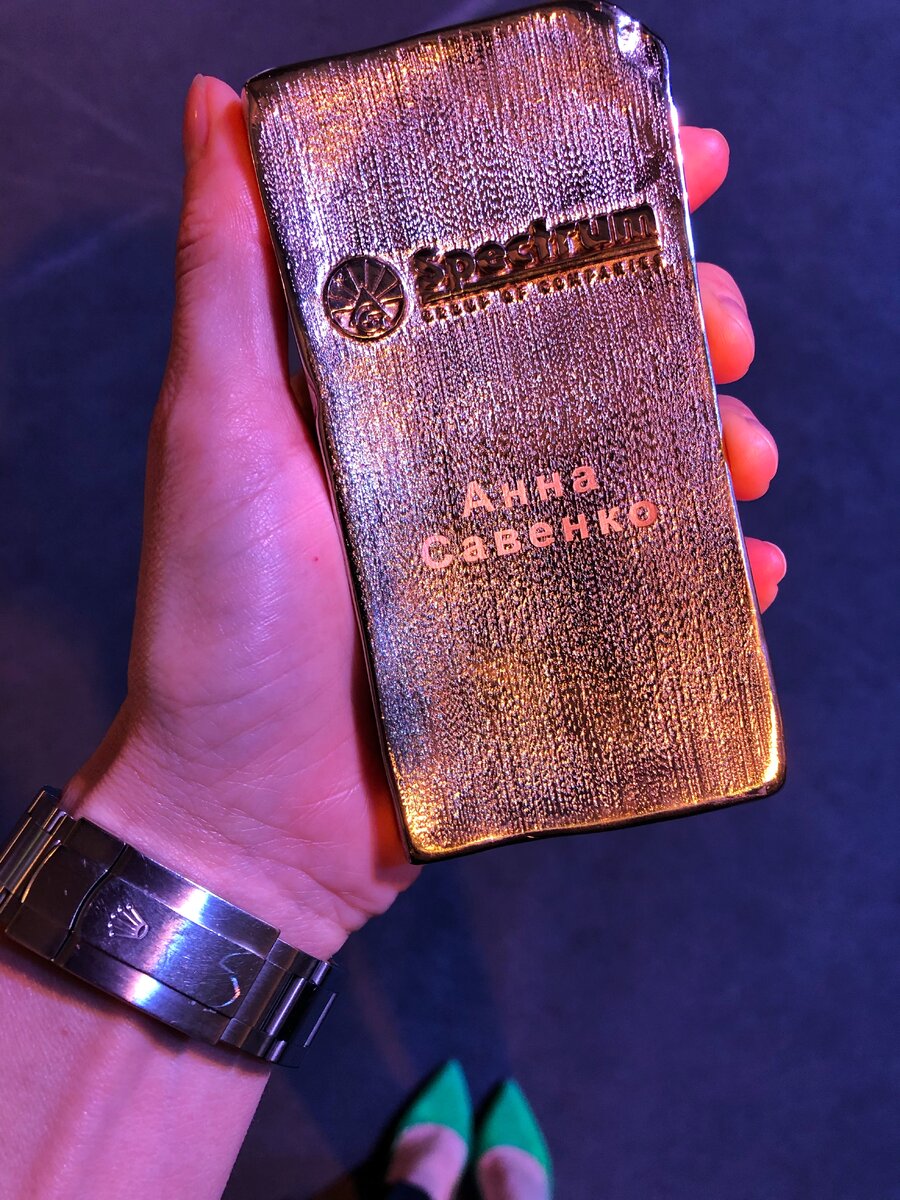 Spectrum
GROUP OF COMPANIES
Анна
Савенко